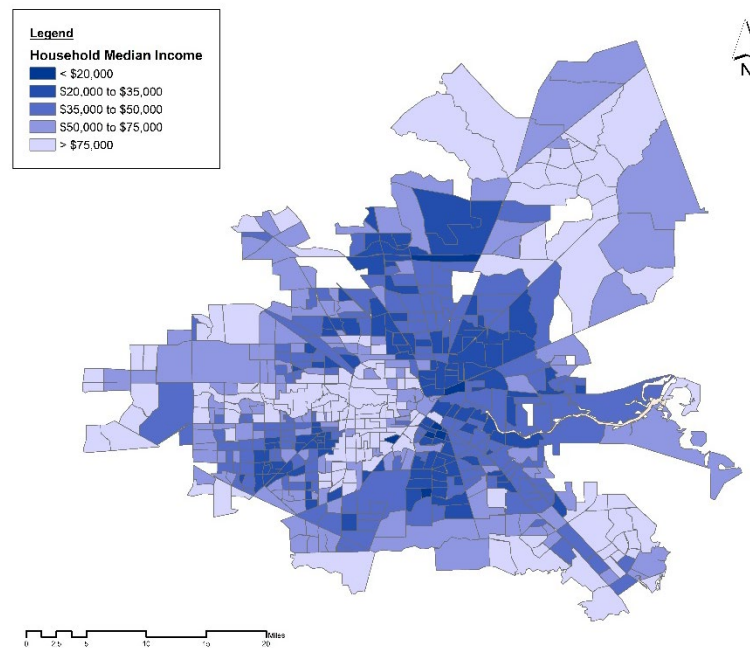 Legend
Household Median Income
< $20,000
$20,000 to $35,000
$35,000 to $50,000
$50,000 to $75,000
> $75,000
N
0 2.5 5 10 15 20 Miles